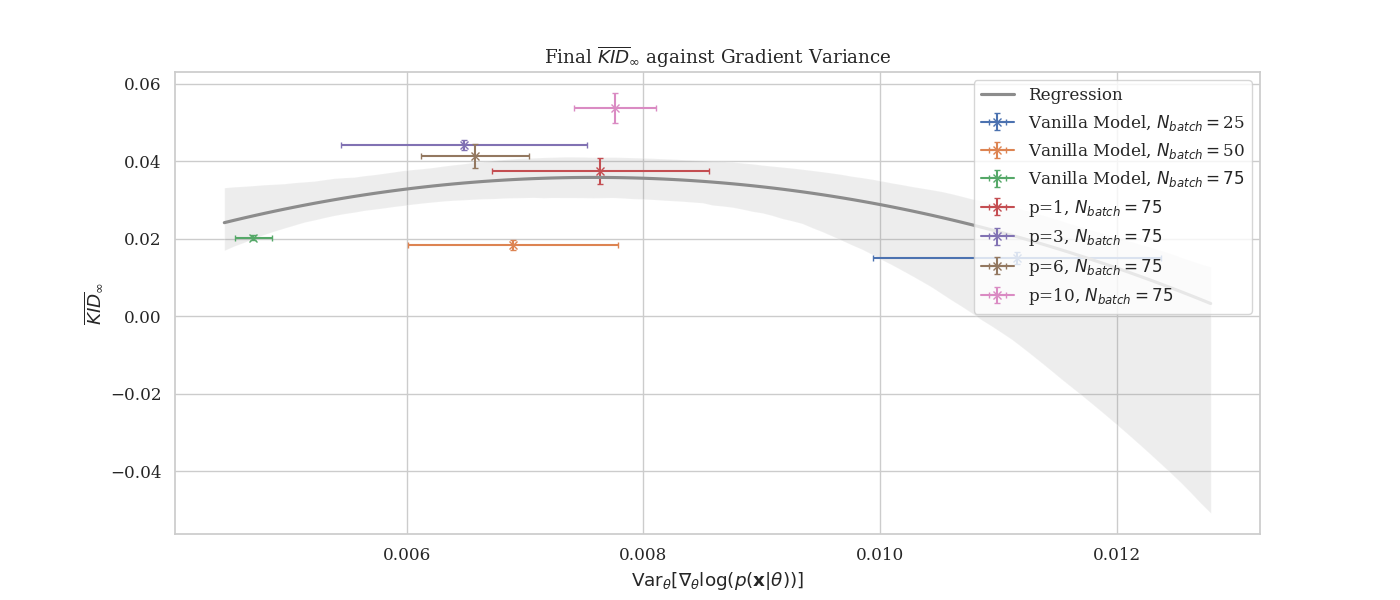 Final $\overline{KID}_\infty$ against Gradient Variance
0.06
0.04
0.02
0.00
−0.02
−0.04
$\overline{KID}_\infty$
Regression
Vanilla Model, $N_{batch} = 25$
Vanilla Model, $N_{batch} = 50$
Vanilla Model, $N_{batch} = 75$
p=1, $N_{batch} = 75$
p=3, $N_{batch} = 75$
p=6, $N_{batch} = 75$
p=10, $N_{batch} = 75$
0.006 0.008 0.010 0.012
$\mathrm{Var}_\theta[\nabla_\theta \log(p(\mathbf{x}|\theta))]$